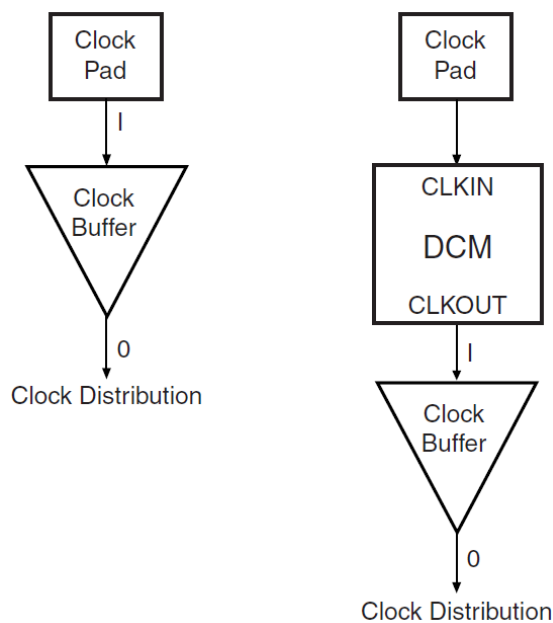 Clock
Pad
I
Clock
Buffer
0
Clock Distribution
Clock
Pad
CLKIN
DCM
CLKOUT
I
Clock
Buffer
0
Clock Distribution